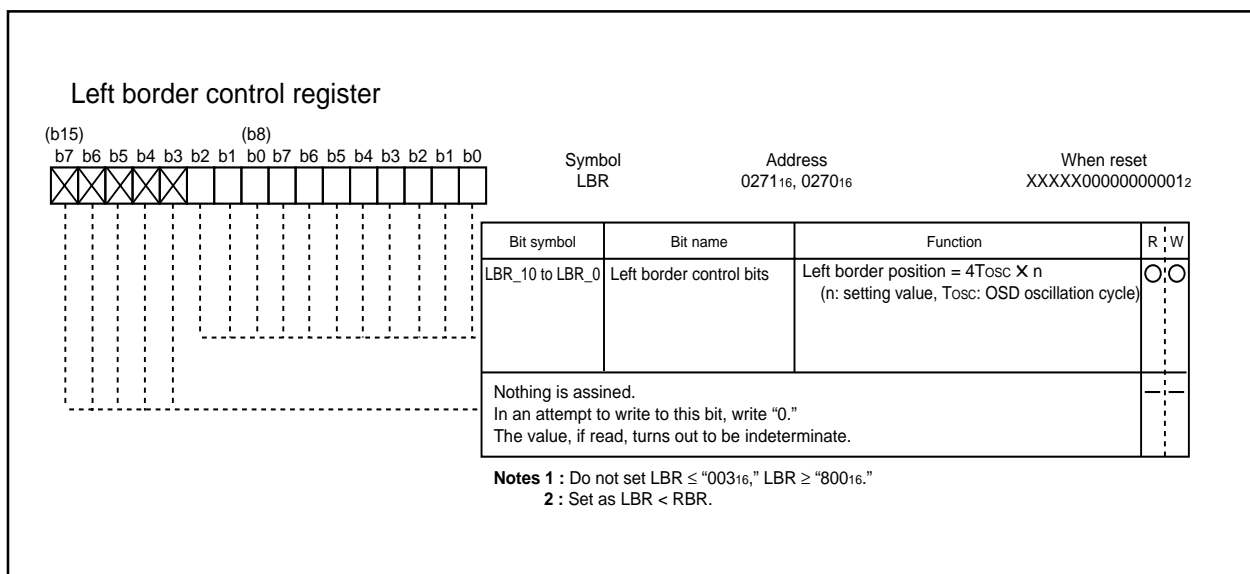 Left border control register
(b15) (b8)
b7 b6 b5 b4 b3 b2 b1 b0 b7 b6 b5 b4 b3 b2 b1 b0
Symbol Address When reset
LBR 027116, 027016 XXXXX000000000012
Bit symbol Bit name Function R W
LBR_10 to LBR_0 Left border control bits Left border position = 4TOSC X n
(n: setting value, TOSC: OSD oscillation cycle)
Nothing is assined.
In an attempt to write to this bit, write “0.”
The value, if read, turns out to be indeterminate.
Notes 1 : Do not set LBR ≤ “00316,” LBR ≥ “80016.”
2 : Set as LBR < RBR.